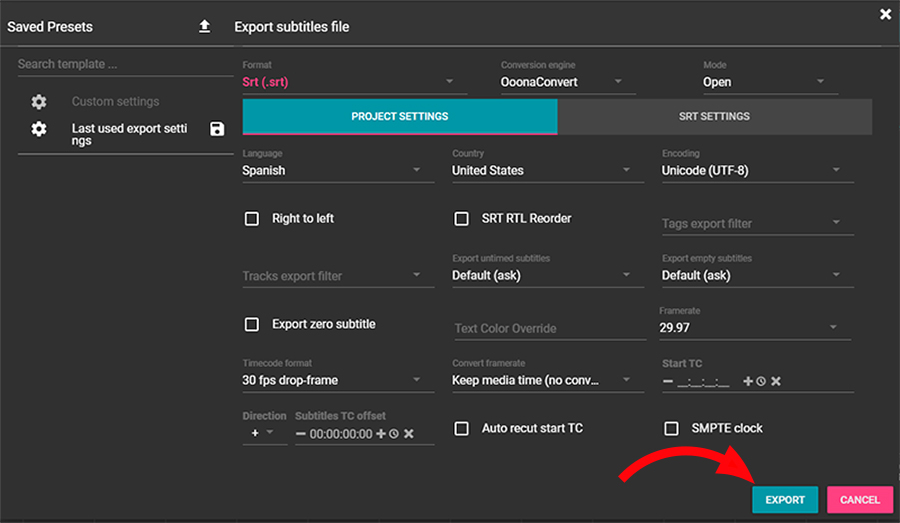 Saved Presets
Export subtitles file
Search template ...
Custom settings
Last used export setti
ngs
Format
Conversion engine
Mode
Srt (.srt)
OoonaConvert
Open
PROJECT SETTINGS
SRT SETTINGS
Language
Country
Encoding
Spanish
United States
Unicode (UTF-8)
Right to left
SRT RTL Reorder
Tags export filter
Tracks export filter
Export untimed subtitles
Default (ask)
Export empty subtitles
Default (ask)
Export zero subtitle
Text Color Override
Framerate
29.97
Timecode format
30 fps drop-frame
Convert framerate
Keep media time (no conv...
Start TC
__:__:__:__
Direction
+
Subtitles TC offset
00:00:00:00
Auto recut start TC
SMPTE clock
EXPORT
CANCEL